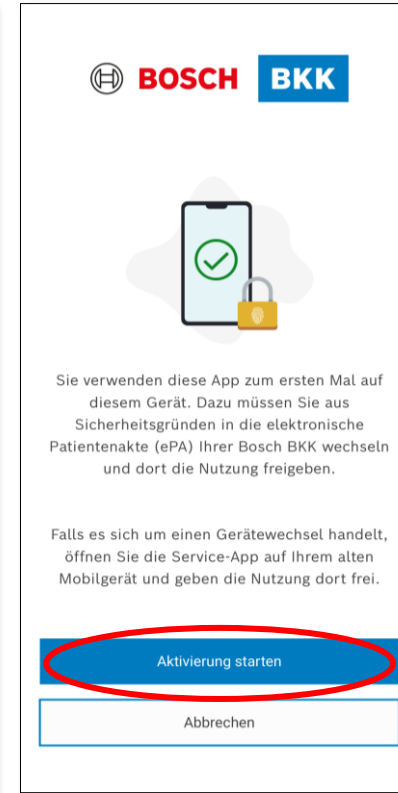 BOSCH BKK
Sie verwenden diese App zum ersten Mal auf
diesem Gerät. Dazu müssen Sie aus
Sicherheitsgründen in die elektronische
Patientenakte (ePA) Ihrer Bosch BKK wechseln
und dort die Nutzung freigeben.
Falls es sich um einen Gerätewechsel handelt,
öffnen Sie die Service-App auf Ihrem alten
Mobilgerät und geben die Nutzung dort frei.
Aktivierung starten
Abbrechen